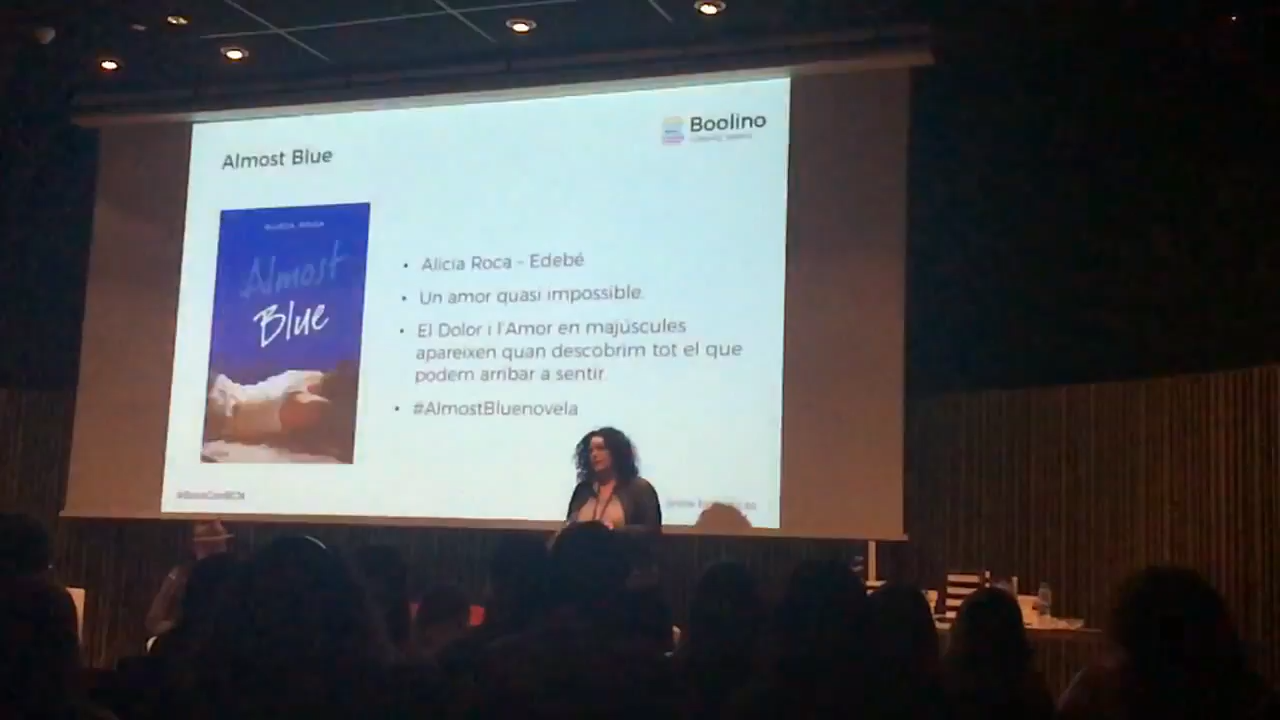 Boolino
Almost Blue
Almost
Blue
• Alicia Roca - Edebé
• Un amor quasi impossible.
• El Dolor i l'Amor en majúscules
apareixen quan descobrim tot el que
podem arribar a sentir.
• #AlmostBluenovela